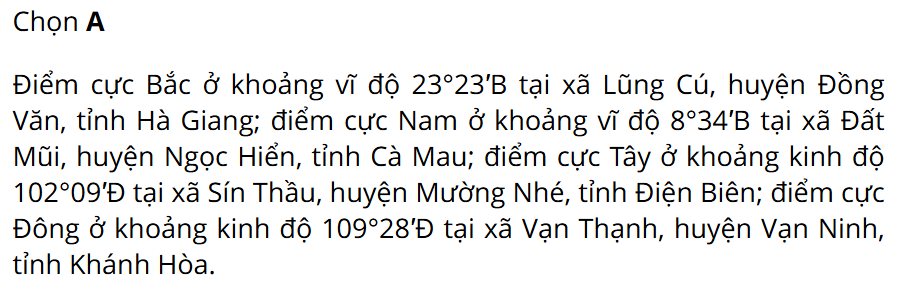 Chọn A
Điểm cực Bắc ở khoảng vĩ độ 23°23′B tại xã Lũng Cú, huyện Đồng
Văn, tỉnh Hà Giang; điểm cực Nam ở khoảng vĩ độ 8°34′B tại xã Đất
Mũi, huyện Ngọc Hiển, tỉnh Cà Mau; điểm cực Tây ở khoảng kinh độ
102°09′Đ tại xã Sín Thầu, huyện Mường Nhé, tỉnh Điện Biên; điểm cực
Đông ở khoảng kinh độ 109°28′Đ tại xã Vạn Thạnh, huyện Vạn Ninh,
tỉnh Khánh Hòa.